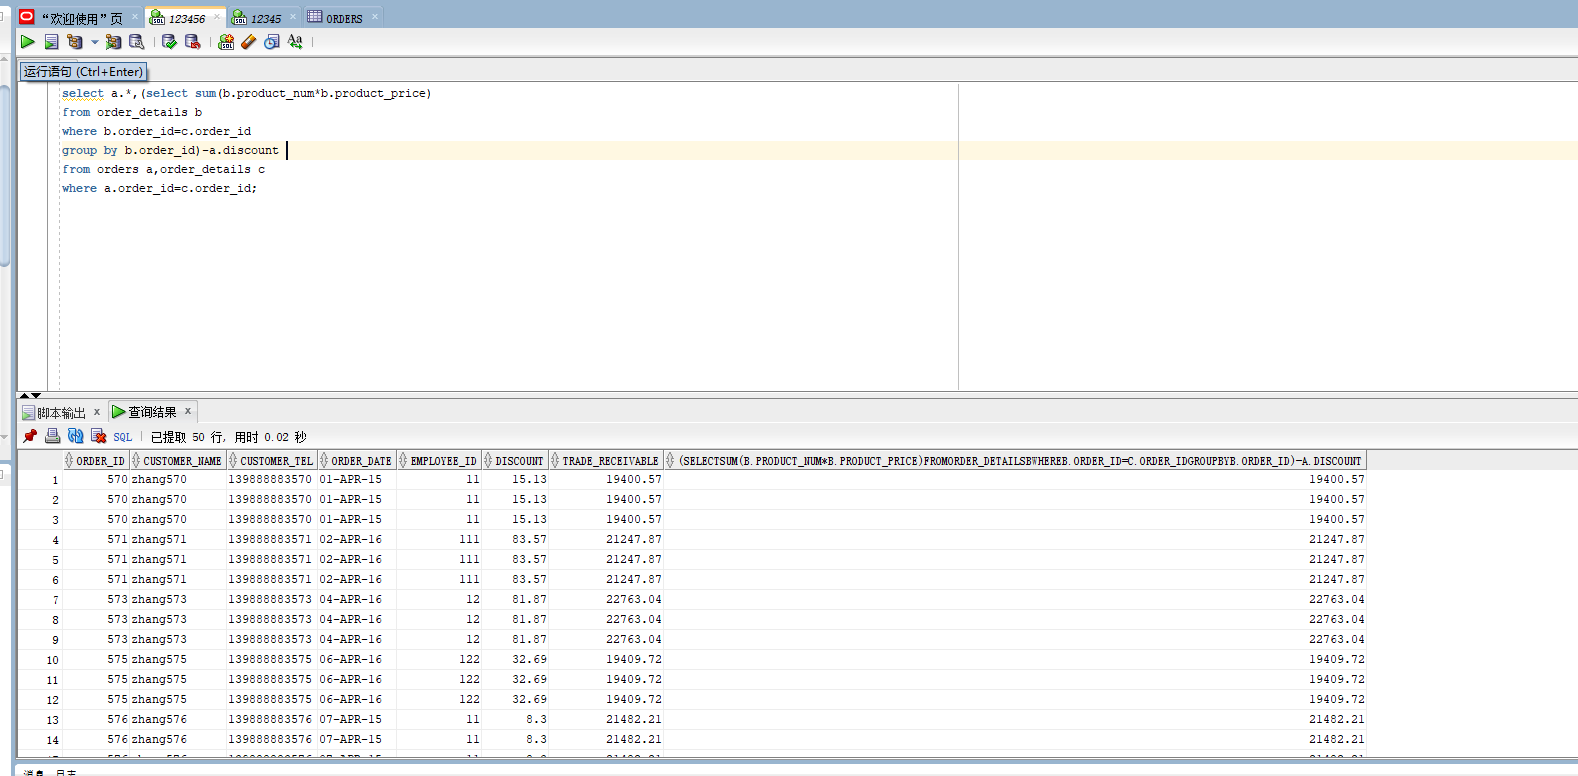 “欢迎使用”页 123456 12345 ORDERS
运行语句 (Ctrl+Enter)
select a.*,(select sum(b.product_num*b.product_price)
from order_details b
where b.order_id=c.order_id
group by b.order_id)-a.discount
from orders a,order_details c
where a.order_id=c.order_id;
脚本输出 x 查询结果 x
SQL | 已提取 50 行, 用时 0.02 秒
ORDER_ID CUSTOMER_NAME CUSTOMER_TEL ORDER_DATE EMPLOYEE_ID DISCOUNT TRADE_RECEIVABLE (SELECTSUM(B.PRODUCT_NUM*B.PRODUCT_PRICE)FROMORDER_DETAILSBWHEREB.ORDER_ID=C.ORDER_IDGROUPBYB.ORDER_ID)-A.DISCOUNT
1 570 zhang570 139888883570 01-APR-15 11 15.13 19400.57 19400.57
2 570 zhang570 139888883570 01-APR-15 11 15.13 19400.57 19400.57
3 570 zhang570 139888883570 01-APR-15 11 15.13 19400.57 19400.57
4 571 zhang571 139888883571 02-APR-16 111 83.57 21247.87 21247.87
5 571 zhang571 139888883571 02-APR-16 111 83.57 21247.87 21247.87
6 571 zhang571 139888883571 02-APR-16 111 83.57 21247.87 21247.87
7 573 zhang573 139888883573 04-APR-16 12 81.87 22763.04 22763.04
8 573 zhang573 139888883573 04-APR-16 12 81.87 22763.04 22763.04
9 573 zhang573 139888883573 04-APR-16 12 81.87 22763.04 22763.04
10 575 zhang575 139888883575 06-APR-16 122 32.69 19409.72 19409.72
11 575 zhang575 139888883575 06-APR-16 122 32.69 19409.72 19409.72
12 575 zhang575 139888883575 06-APR-16 122 32.69 19409.72 19409.72
13 576 zhang576 139888883576 07-APR-15 11 8.3 21482.21 21482.21
14 576 zhang576 139888883576 07-APR-15 11 8.3 21482.21 21482.21